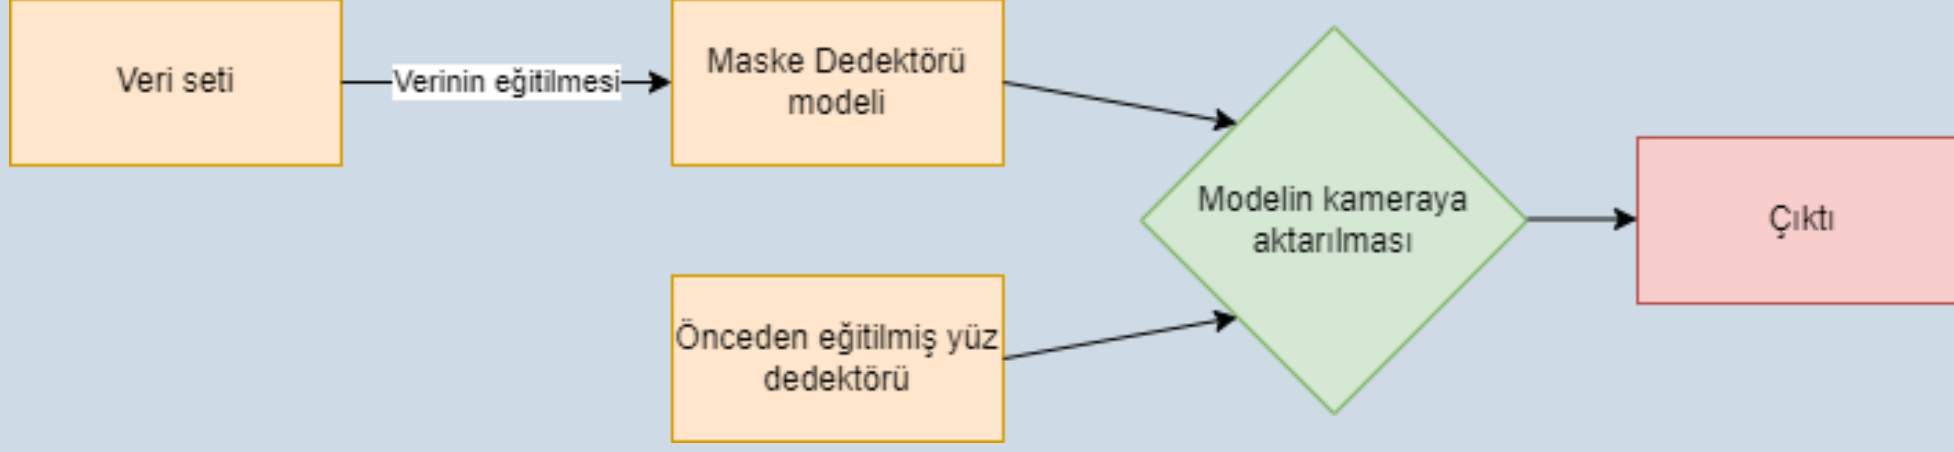 Veri seti
Verinin eğitilmesi
Maske Dedektörü
modeli
Önceden eğitilmiş yüz
dedektörü
Modelin kameraya
aktarılması
Çıktı